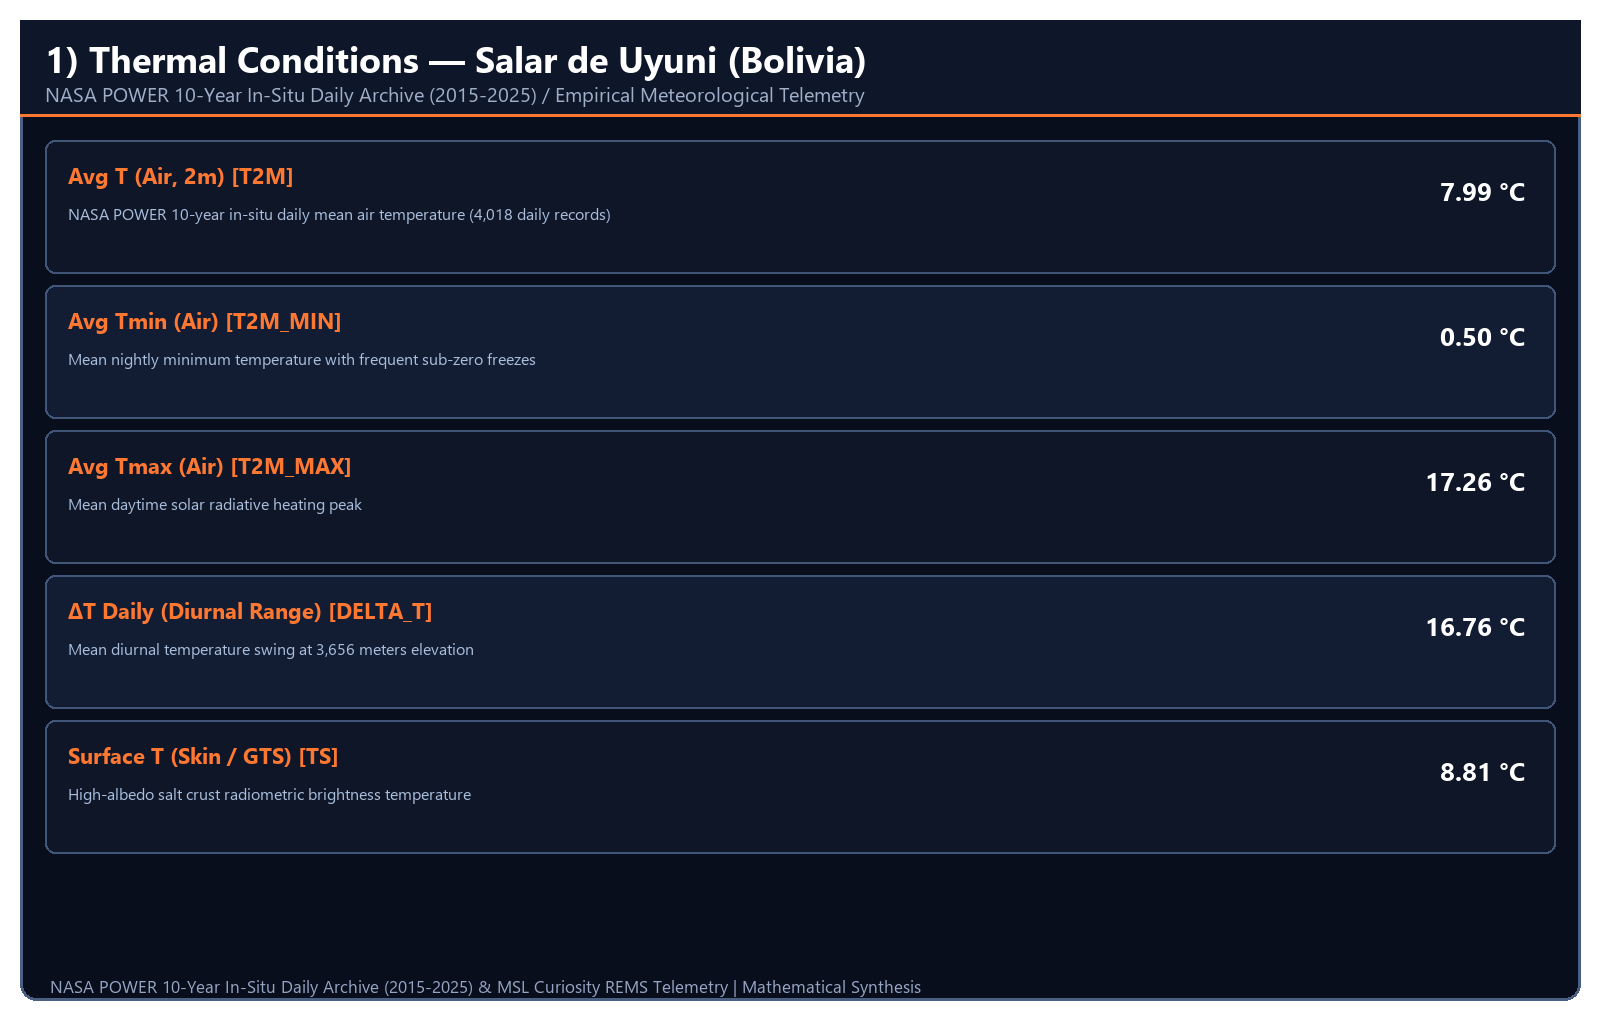 1) Thermal Conditions — Salar de Uyuni (Bolivia)
NASA POWER 10-Year In-Situ Daily Archive (2015-2025) / Empirical Meteorological Telemetry
Avg T (Air, 2m) [T2M]
7.99 °C
NASA POWER 10-year in-situ daily mean air temperature (4,018 daily records)
Avg Tmin (Air) [T2M_MIN]
0.50 °C
Mean nightly minimum temperature with frequent sub-zero freezes
Avg Tmax (Air) [T2M_MAX]
17.26 °C
Mean daytime solar radiative heating peak
ΔT Daily (Diurnal Range) [DELTA_T]
16.76 °C
Mean diurnal temperature swing at 3,656 meters elevation
Surface T (Skin / GTS) [TS]
8.81 °C
High-albedo salt crust radiometric brightness temperature
NASA POWER 10-Year In-Situ Daily Archive (2015-2025) & MSL Curiosity REMS Telemetry | Mathematical Synthesis